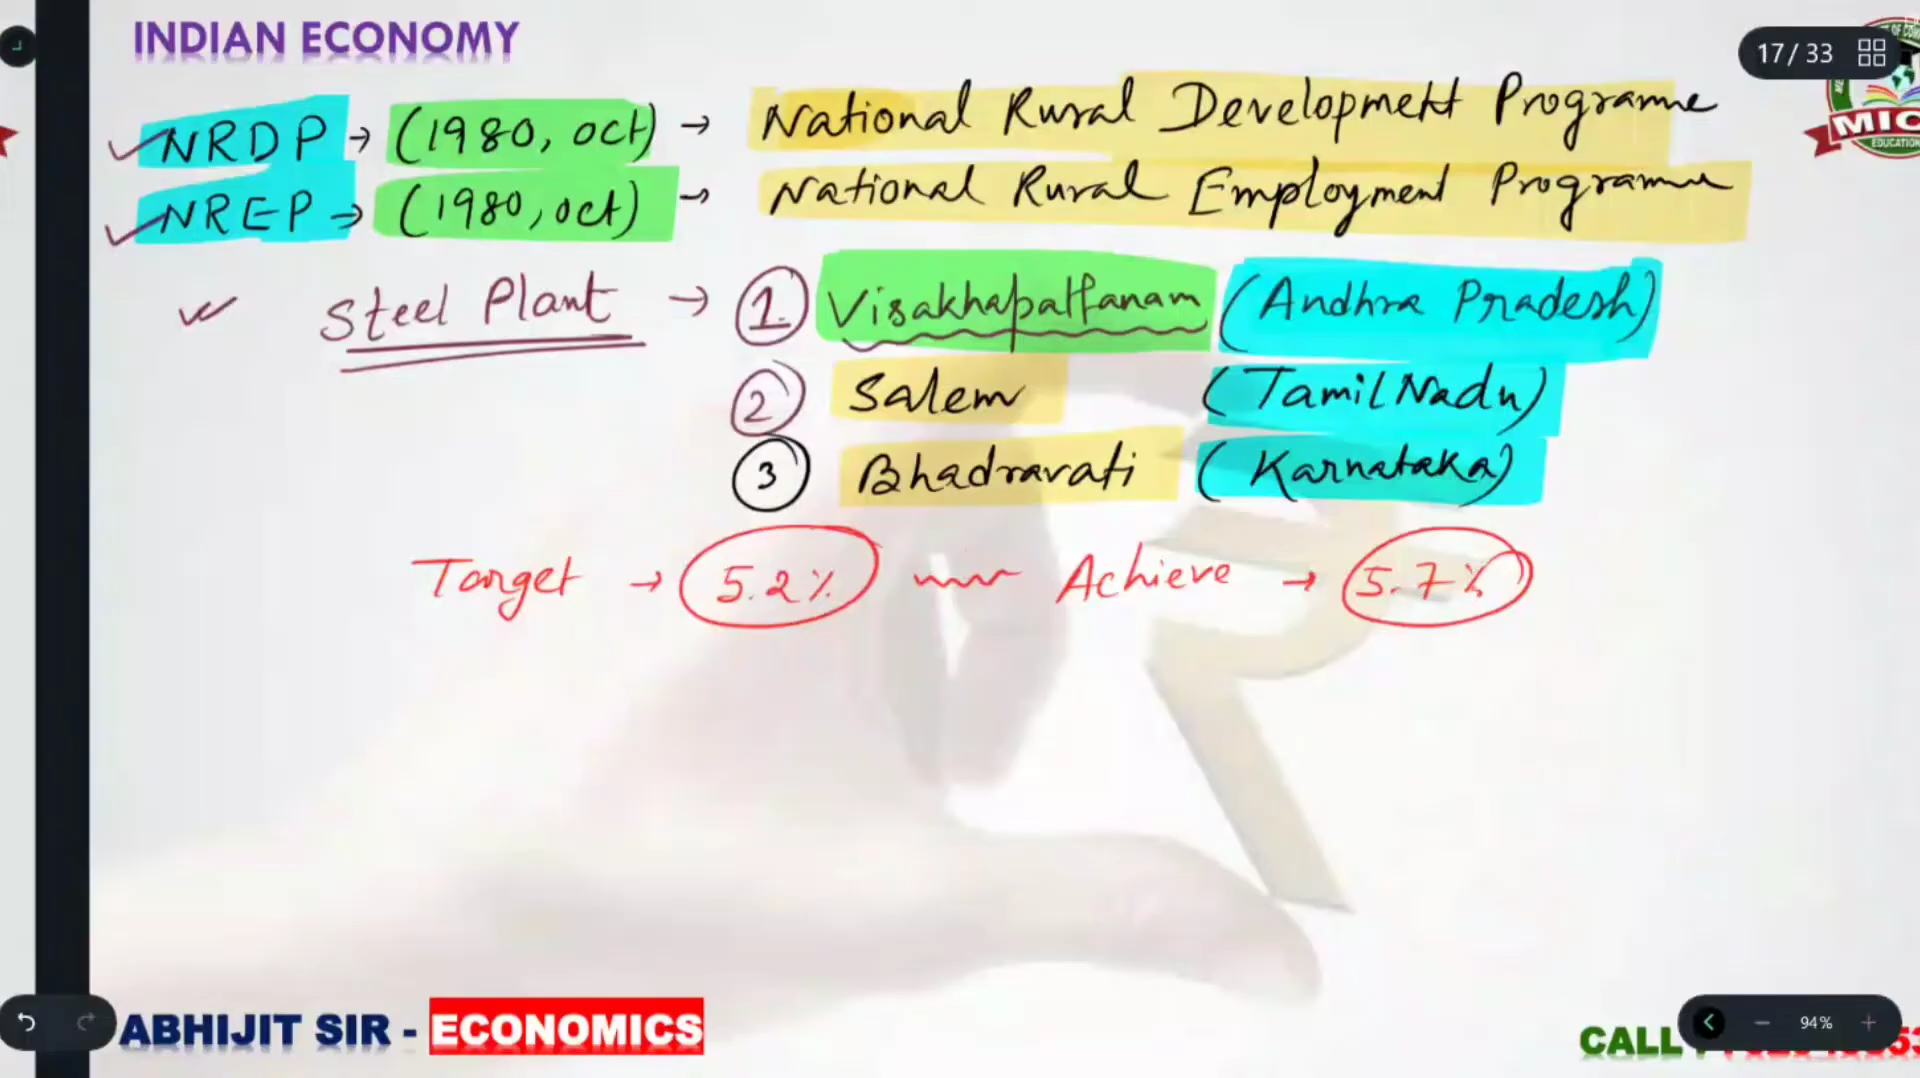 INDIAN ECONOMY
17/33
NRDP → (1980, oct) → National Rural Development Programme
MIC
EDUCATION
NREP → (1980, oct) → National Rural Employment Programme
Steel Plant → 1. Visakhapattanam (Andhra Pradesh)
2 Salem (Tamil Nadu)
3 Bhadravati (Karnataka)
Target → 5.2% Achieve → 5.7%
ABHIJIT SIR - ECONOMICS
94%
CALL